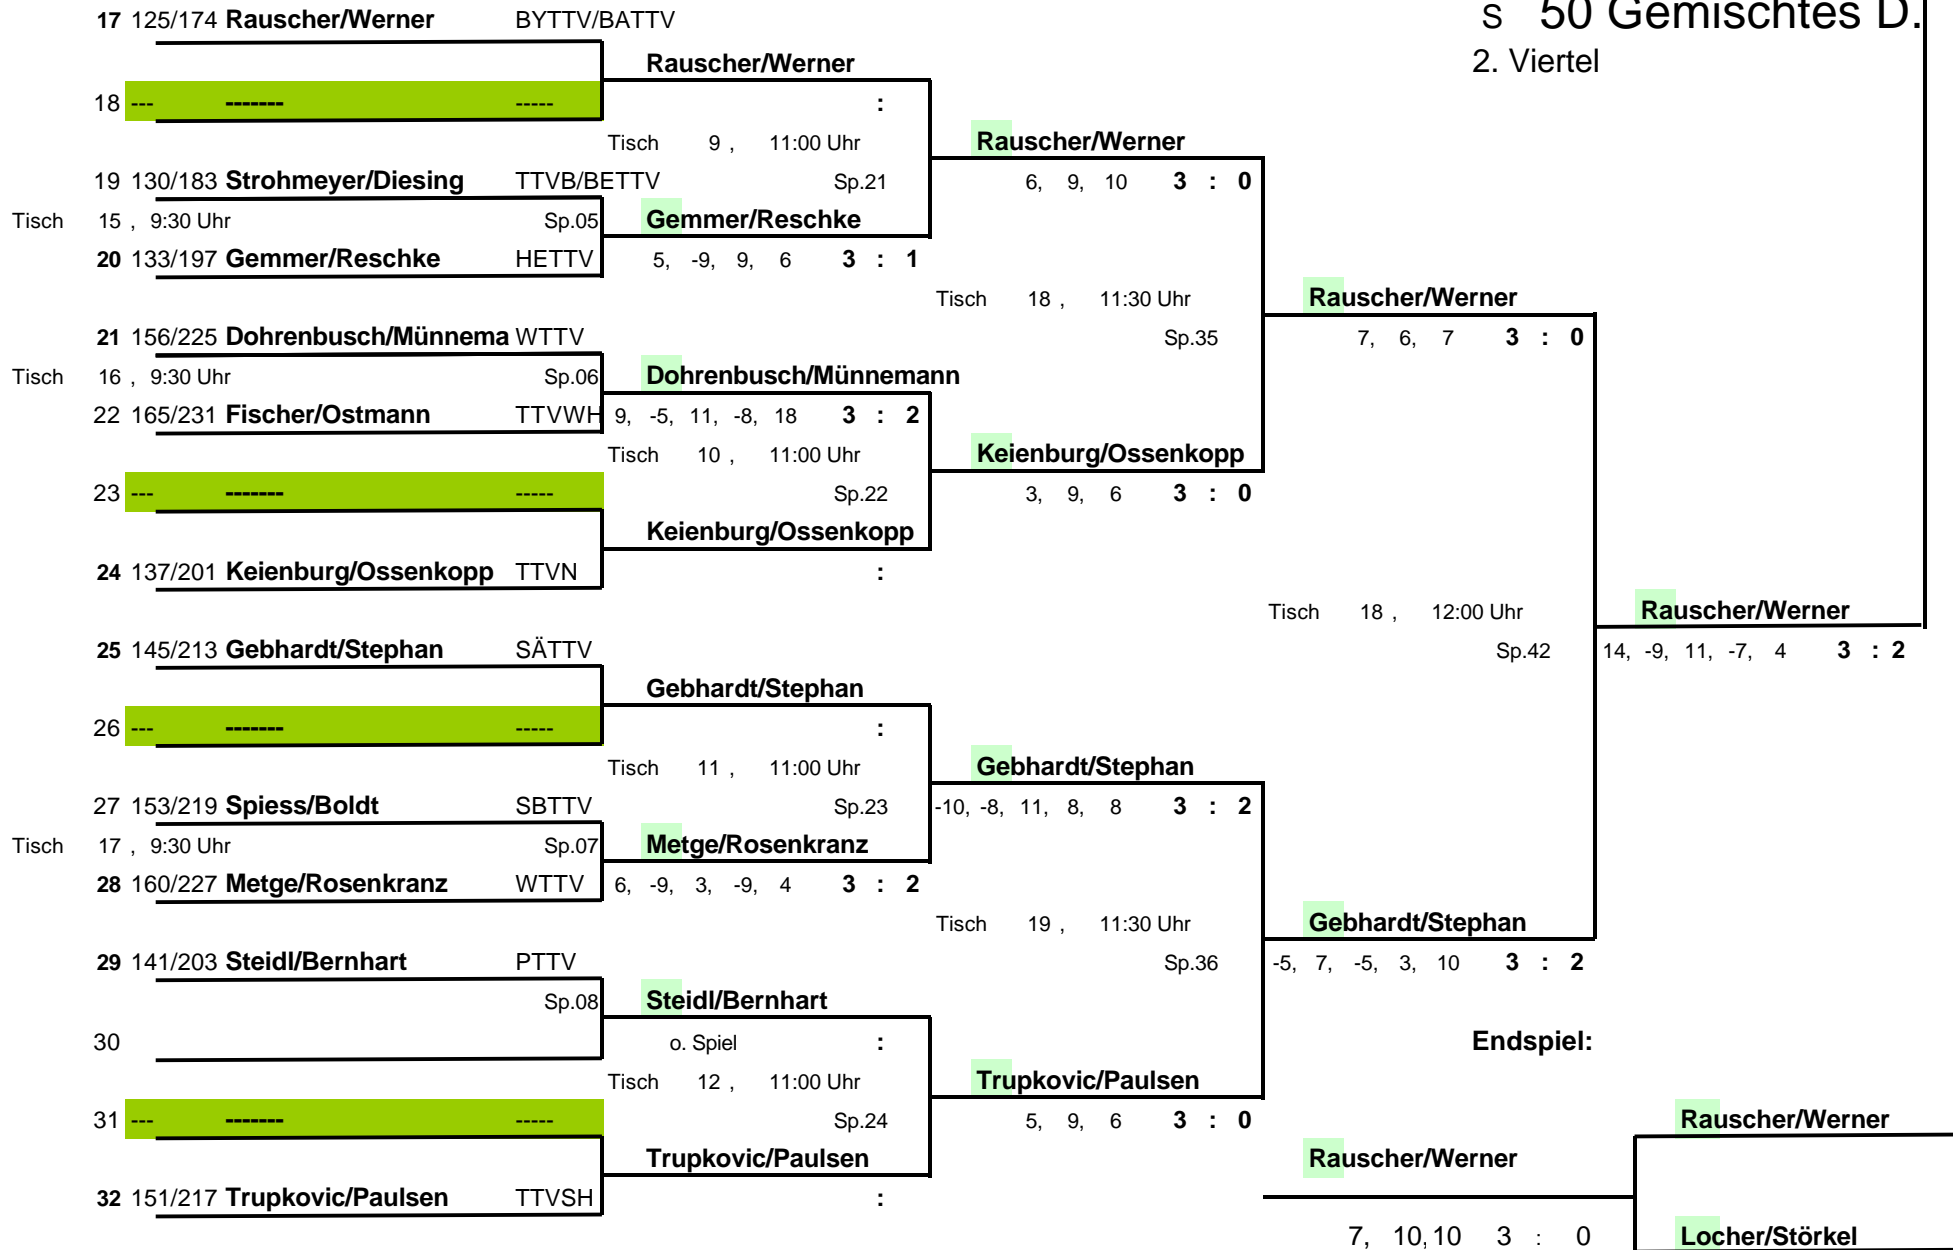 S 50 Gemischtes D.
17 125/174 Rauscher/Werner BYTTV/BATTV
2. Viertel
Rauscher/Werner
18 --- ------- ----- :
Tisch 9 , 11:00 Uhr Rauscher/Werner
19 130/183 Strohmeyer/Diesing TTVB/BETTV Sp.21 6, 9, 10 3 : 0
Tisch 15 , 9:30 Uhr Sp.05 Gemmer/Reschke
20 133/197 Gemmer/Reschke HETTV 5, -9, 9, 6 3 : 1
Tisch 18 , 11:30 Uhr Rauscher/Werner
21 156/225 Dohrenbusch/Münnema WTTV Sp.35 7, 6, 7 3 : 0
Tisch 16 , 9:30 Uhr Sp.06 Dohrenbusch/Münnemann
22 165/231 Fischer/Ostmann TTVWH 9, -5, 11, -8, 18 3 : 2
Tisch 10 , 11:00 Uhr Keienburg/Ossenkopp
23 --- ------- ----- Sp.22 3, 9, 6 3 : 0
Keienburg/Ossenkopp
24 137/201 Keienburg/Ossenkopp TTVN :
Tisch 18 , 12:00 Uhr Rauscher/Werner
25 145/213 Gebhardt/Stephan SÄTTV Sp.42 14, -9, 11, -7, 4 3 : 2
Gebhardt/Stephan
26 --- ------- ----- :
Tisch 11 , 11:00 Uhr Gebhardt/Stephan
27 153/219 Spiess/Boldt SBTTV Sp.23 -10, -8, 11, 8, 8 3 : 2
Tisch 17 , 9:30 Uhr Sp.07 Metge/Rosenkranz
28 160/227 Metge/Rosenkranz WTTV 6, -9, 3, -9, 4 3 : 2
Tisch 19 , 11:30 Uhr Gebhardt/Stephan
29 141/203 Steidl/Bernhart PTTV Sp.36 -5, 7, -5, 3, 10 3 : 2
Sp.08 Steidl/Bernhart
30 o. Spiel : Endspiel:
Tisch 12 , 11:00 Uhr Trupkovic/Paulsen
31 --- ------- ----- Sp.24 5, 9, 6 3 : 0 Rauscher/Werner
Trupkovic/Paulsen Rauscher/Werner
32 151/217 Trupkovic/Paulsen TTVSH :
7, 10,10 3 : 0 Locher/Störkel